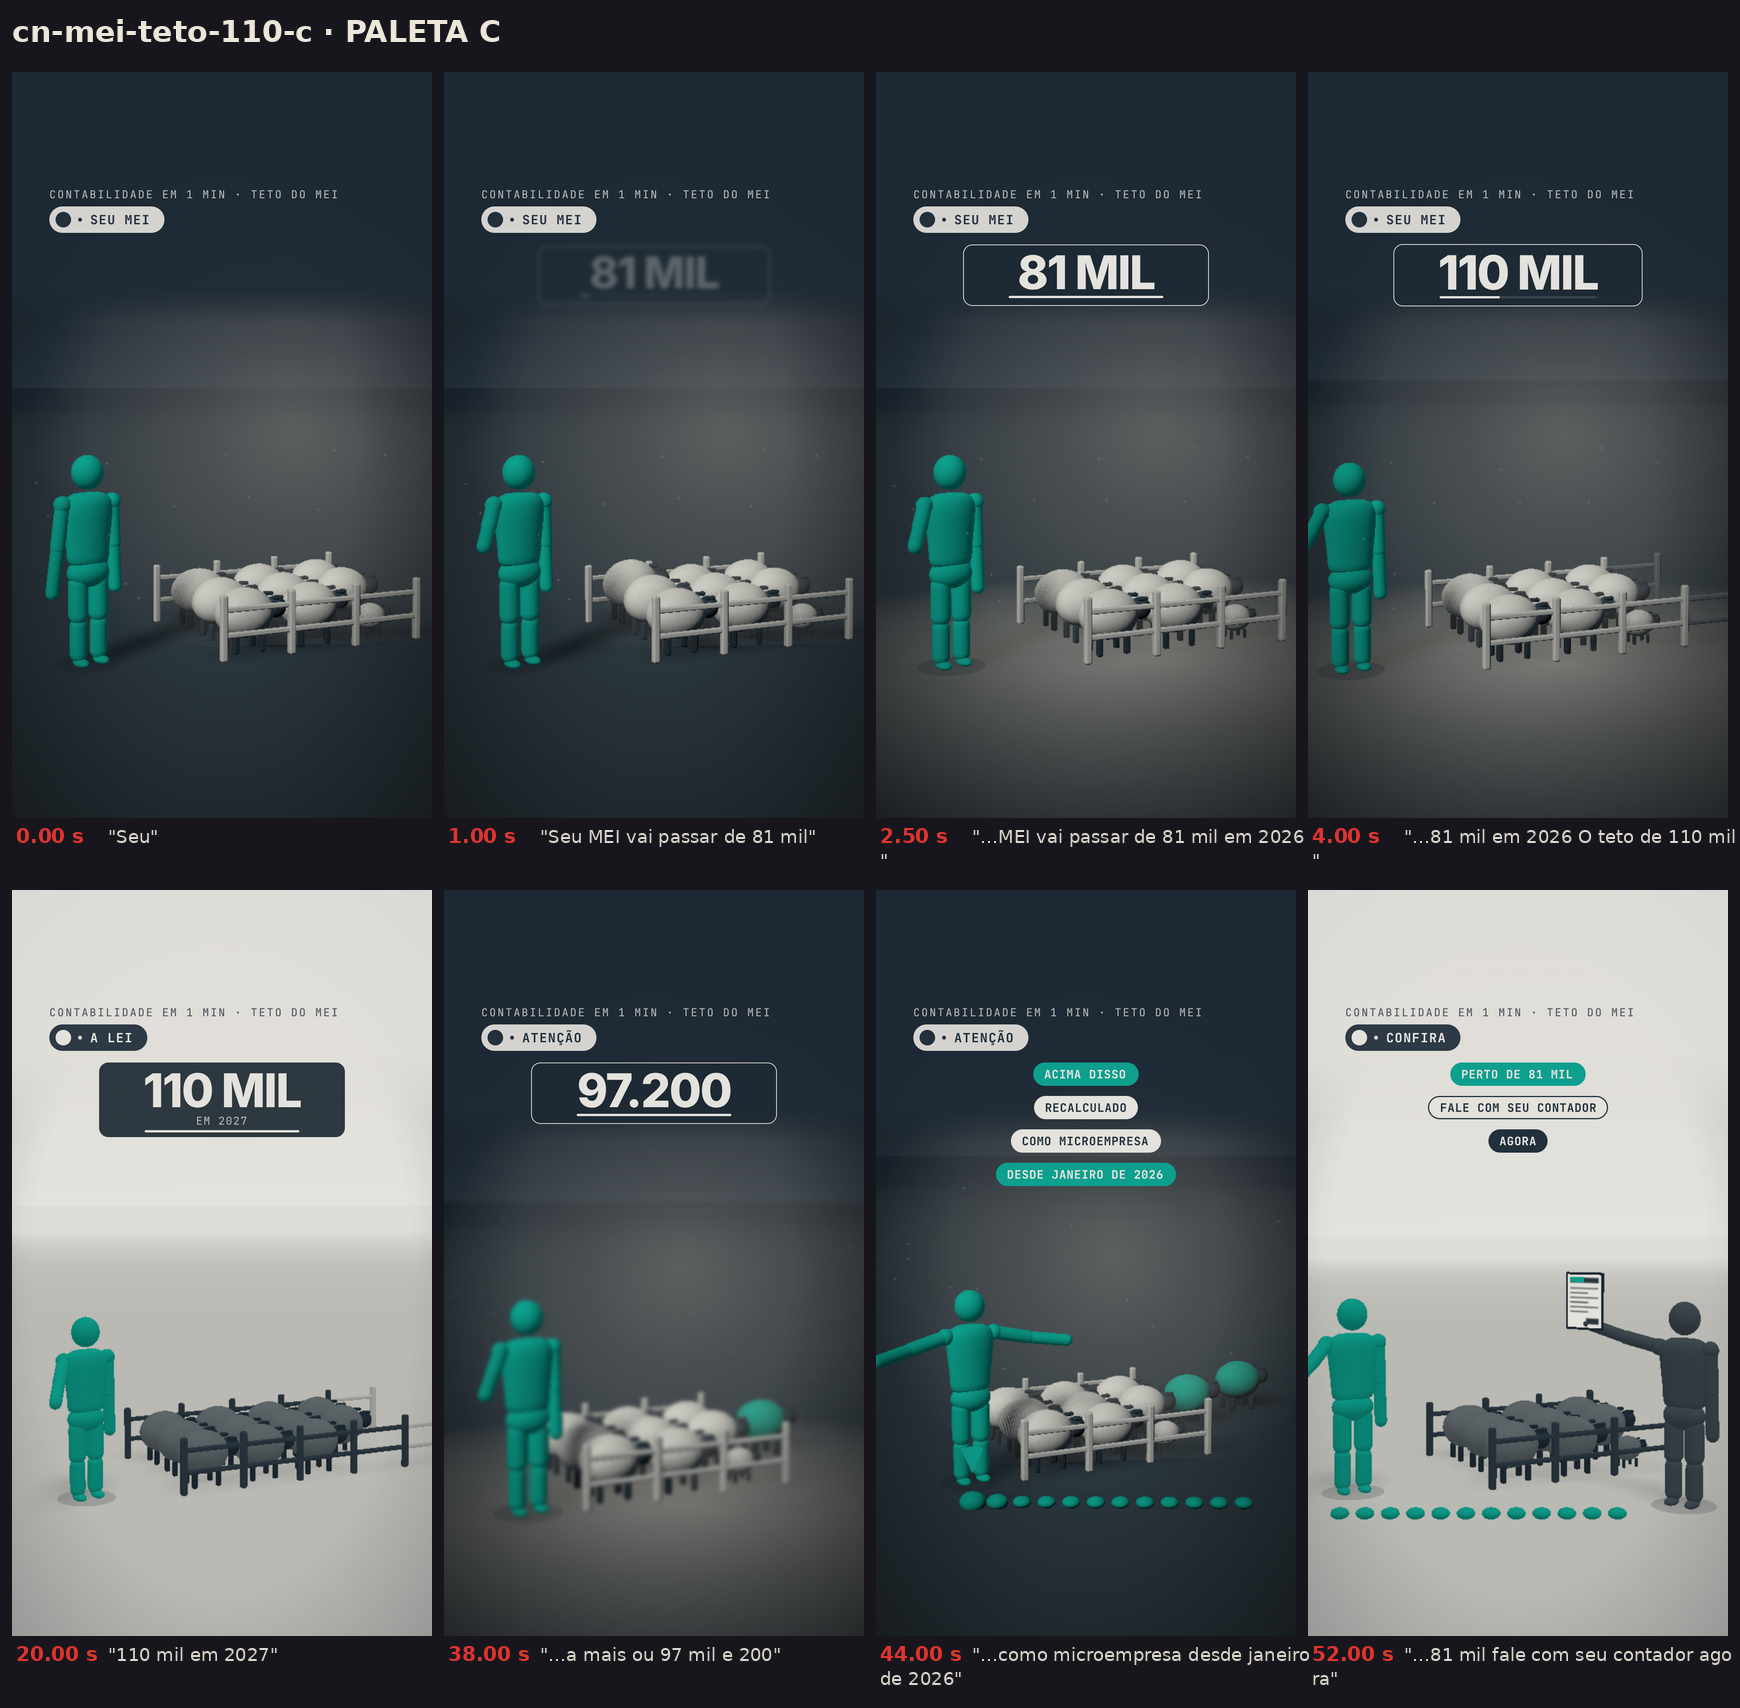 cn-mei-teto-110-c · PALETA C
CONTABILIDADE EM 1 MIN · TETO DO MEI
• SEU MEI
0.00 s "Seu"
CONTABILIDADE EM 1 MIN · TETO DO MEI
• SEU MEI
81 MIL
1.00 s "Seu MEI vai passar de 81 mil"
CONTABILIDADE EM 1 MIN · TETO DO MEI
• SEU MEI
81 MIL
2.50 s "...MEI vai passar de 81 mil em 2026
"
CONTABILIDADE EM 1 MIN · TETO DO MEI
• SEU MEI
110 MIL
4.00 s "...81 mil em 2026 O teto de 110 mil
"
CONTABILIDADE EM 1 MIN · TETO DO MEI
• A LEI
110 MIL
EM 2027
20.00 s "110 mil em 2027"
CONTABILIDADE EM 1 MIN · TETO DO MEI
• ATENÇÃO
97.200
38.00 s "...a mais ou 97 mil e 200"
CONTABILIDADE EM 1 MIN · TETO DO MEI
• ATENÇÃO
ACIMA DISSO
RECALCULADO
COMO MICROEMPRESA
DESDE JANEIRO DE 2026
44.00 s "...como microempresa desde janeiro
de 2026"
CONTABILIDADE EM 1 MIN · TETO DO MEI
• CONFIRA
PERTO DE 81 MIL
FALE COM SEU CONTADOR
AGORA
52.00 s "...81 mil fale com seu contador ago
ra"